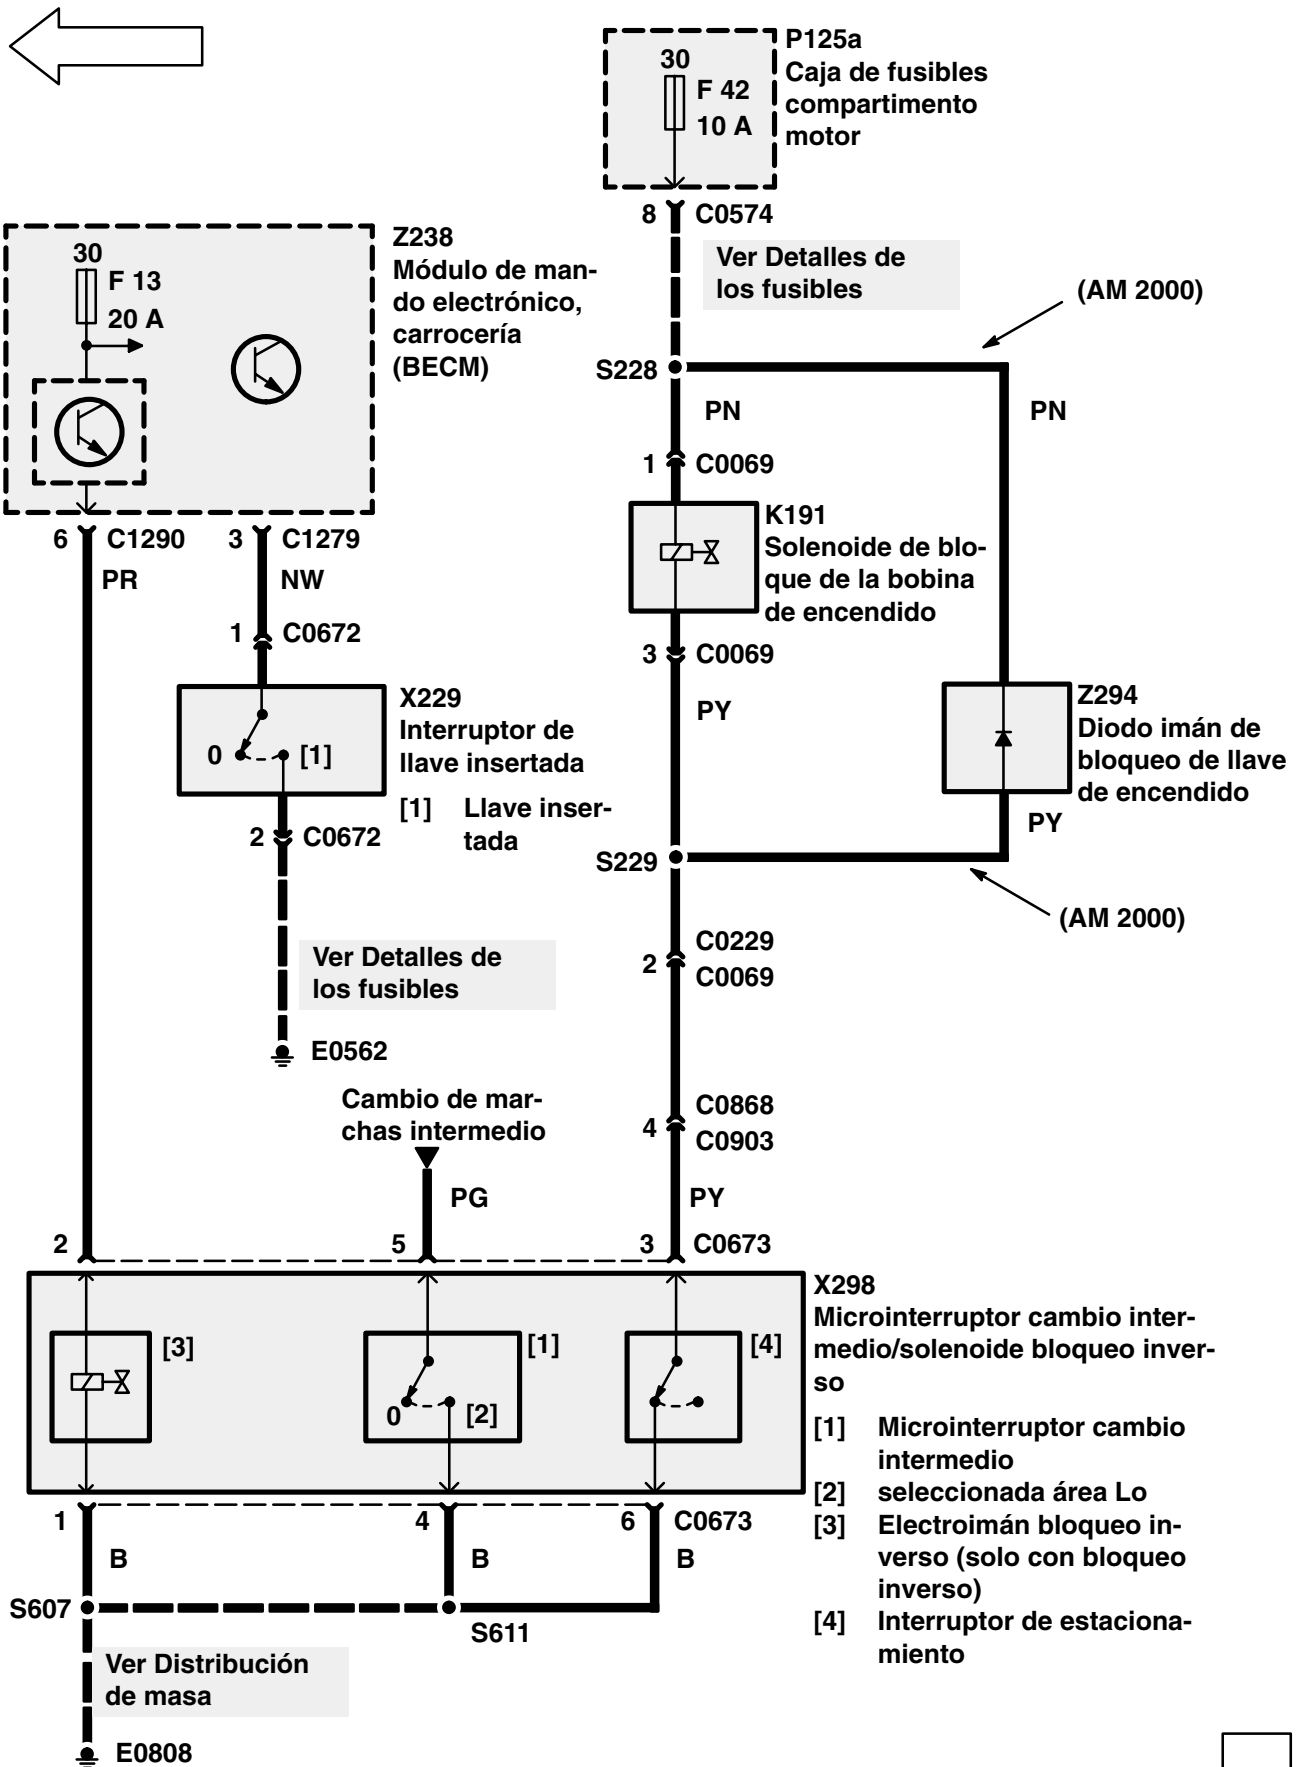 P125a
Caja de fusibles
compartimento
motor
30
F 42
10 A
8
C0574
Ver Detalles de
los fusibles
(AM 2000)
Z238
Módulo de man-
do electrónico,
carrocería
(BECM)
30
F 13
20 A
S228
PN
PN
1
C0069
K191
Solenoide de blo-
que de la bobina
de encendido
6
C1290
3
C1279
PR
NW
1
C0672
3
C0069
X229
Interruptor de
llave insertada
[1] Llave inser-
tada
0
[1]
PY
Z294
Diodo imán de
bloqueo de llave
de encendido
PY
2
C0672
S229
(AM 2000)
Ver Detalles de
los fusibles
C0229
2
C0069
E0562
Cambio de mar-
chas intermedio
C0868
4
C0903
PG
PY
2
5
3
C0673
X298
Microinterruptor cambio inter-
medio/solenoide bloqueo inver-
so
[3]
[1]
[4]
0
[2]
[1] Microinterruptor cambio
intermedio
[2] seleccionada área Lo
[3] Electroimán bloqueo in-
verso (solo con bloqueo
inverso)
[4] Interruptor de estaciona-
miento
1
4
6
C0673
B
B
B
S607
S611
Ver Distribución
de masa
E0808